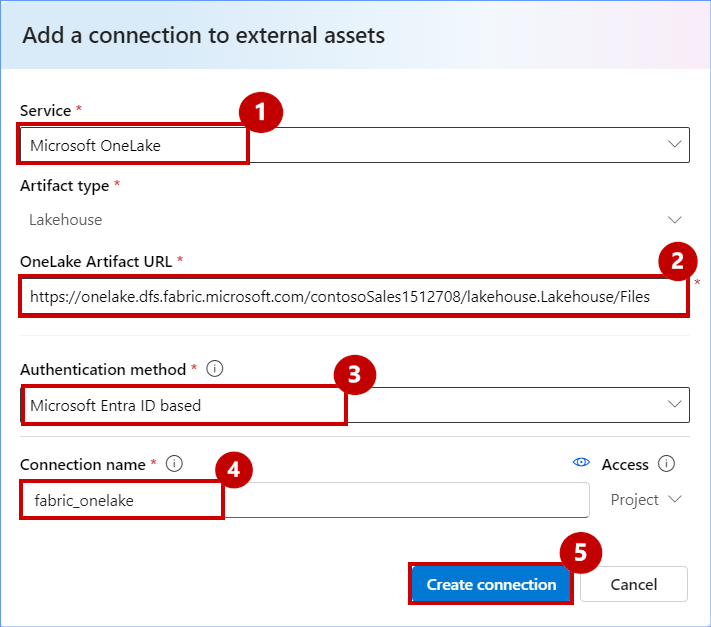 Add a connection to external assets
Service *
1
Microsoft OneLake
Artifact type *
Lakehouse
OneLake Artifact URL *
2
https://onelake.dfs.fabric.microsoft.com/contosoSales1512708/lakehouse.Lakehouse/Files
*
Authentication method * i
3
Microsoft Entra ID based
Connection name * i
4
Access i
fabric_onelake
Project
5
Create connection
Cancel